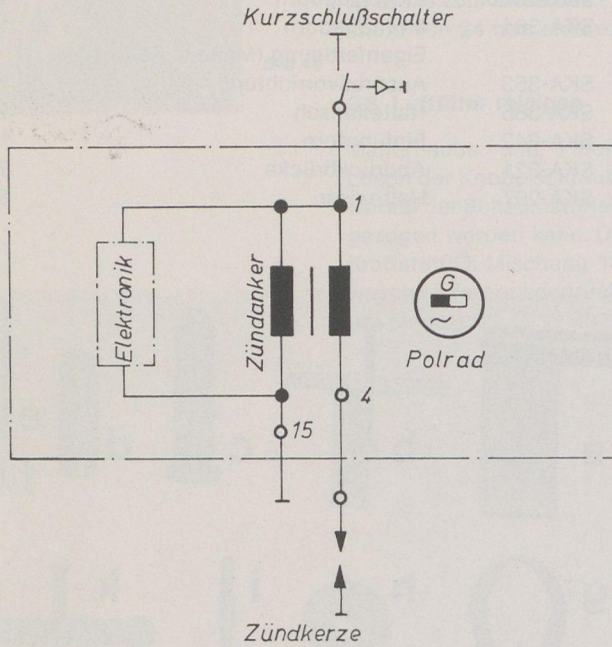 Kurzschlußschalter
1
Elektronik
Zündanker
G
Polrad
4
15
Zündkerze